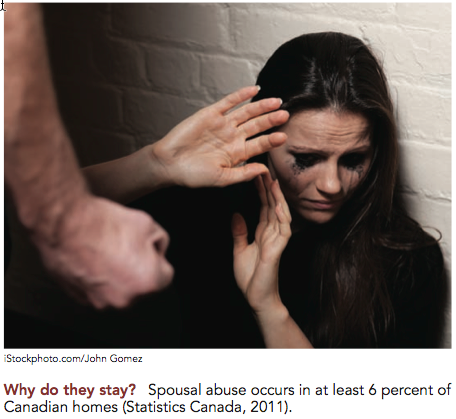 iStockphoto.com/John Gomez
Why do they stay? Spousal abuse occurs in at least 6 percent of
Canadian homes (Statistics Canada, 2011).